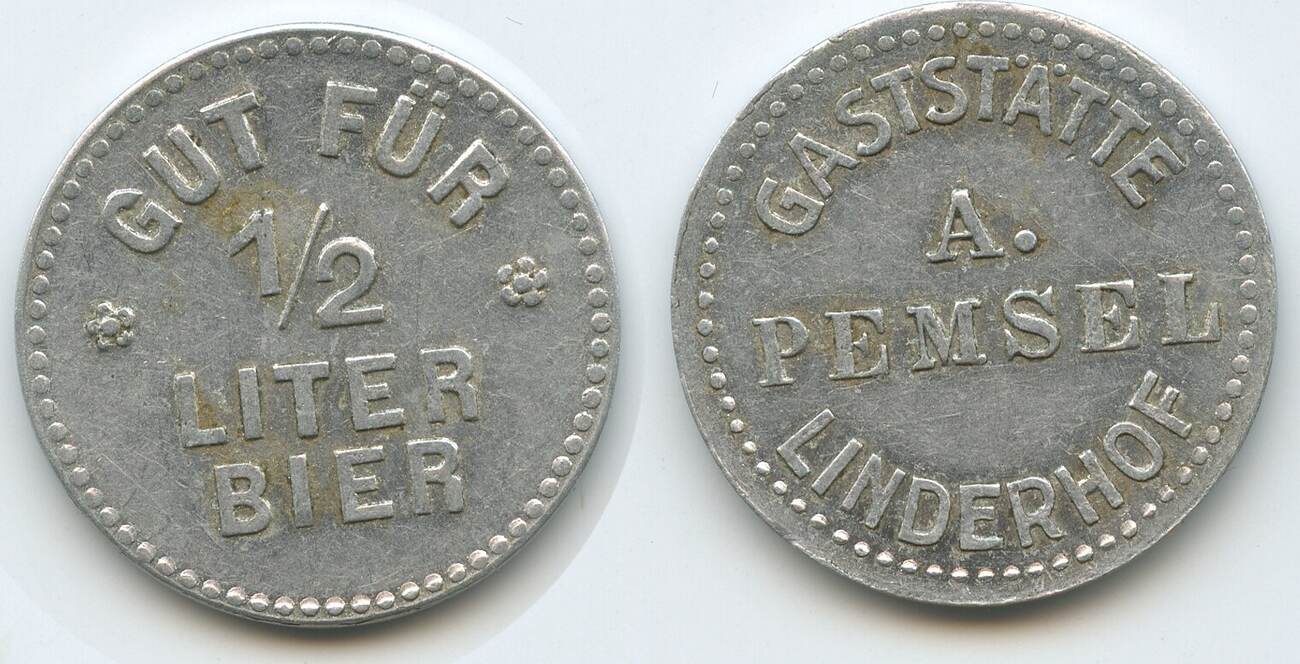 GUT FÜR
1/2
LITER
BIER
GASTSTÄTTE
A.
PEMSEL
LINDERHOF